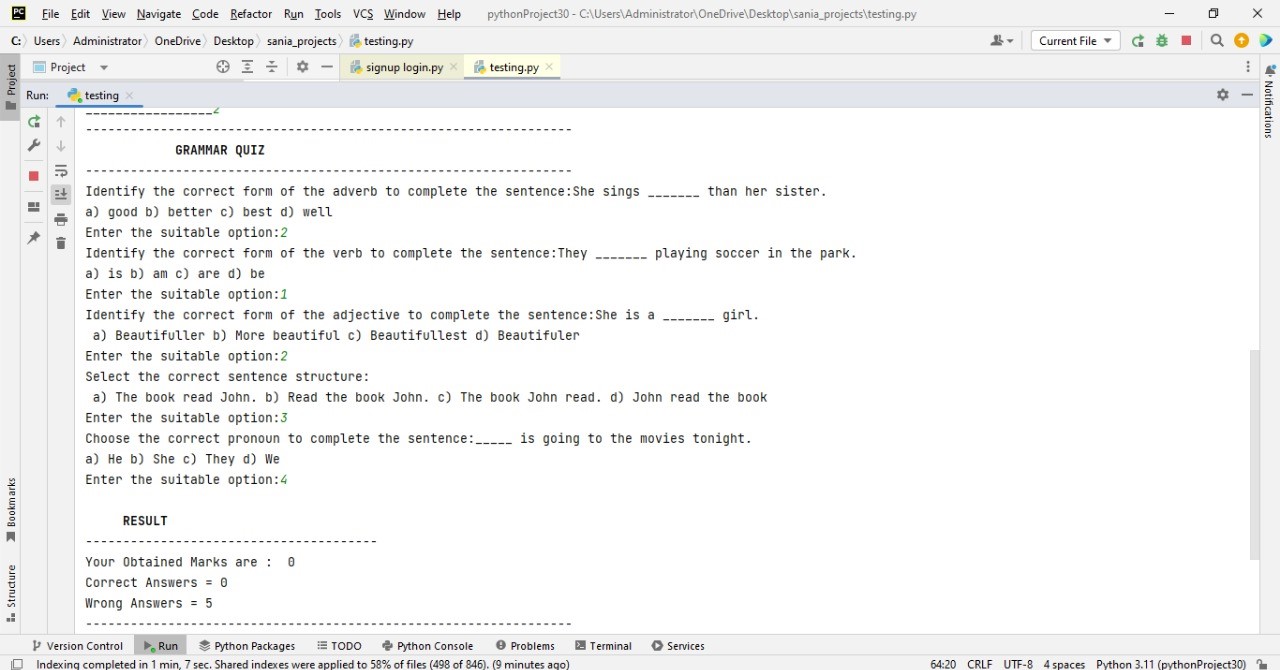 PC File Edit View Navigate Code Refactor Run Tools VCS Window Help pythonProject30 - C:\Users\Administrator\OneDrive\Desktop\sania_projects\testing.py
C: Users Administrator OneDrive Desktop sania_projects testing.py Current File
Project Project signup login.py testing.py
Run: testing Notifications
_________________2
-----------------------------------------------------------------
GRAMMAR QUIZ
-----------------------------------------------------------------
Identify the correct form of the adverb to complete the sentence:She sings _______ than her sister.
a) good b) better c) best d) well
Enter the suitable option:2
Identify the correct form of the verb to complete the sentence:They _______ playing soccer in the park.
a) is b) am c) are d) be
Enter the suitable option:1
Identify the correct form of the adjective to complete the sentence:She is a _______ girl.
a) Beautifuller b) More beautiful c) Beautifullest d) Beautifuler
Enter the suitable option:2
Select the correct sentence structure:
a) The book read John. b) Read the book John. c) The book John read. d) John read the book
Enter the suitable option:3
Choose the correct pronoun to complete the sentence:_____ is going to the movies tonight.
a) He b) She c) They d) We
Enter the suitable option:4
RESULT
---------------------------------------
Your Obtained Marks are :  0
Correct Answers = 0
Wrong Answers = 5
-----------------------------------------------------------------
Bookmarks
Structure
Version Control Run Python Packages TODO Python Console Problems Terminal Services
Indexing completed in 1 min, 7 sec. Shared indexes were applied to 58% of files (498 of 846). (9 minutes ago) 64:20 CRLF UTF-8 4 spaces Python 3.11 (pythonProject30)